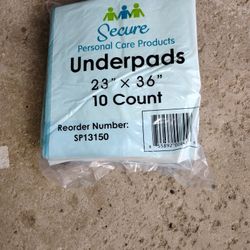 Secure
Personal Care Products
Underpads
23" × 36"
10 Count
Reorder Number:
SP13150